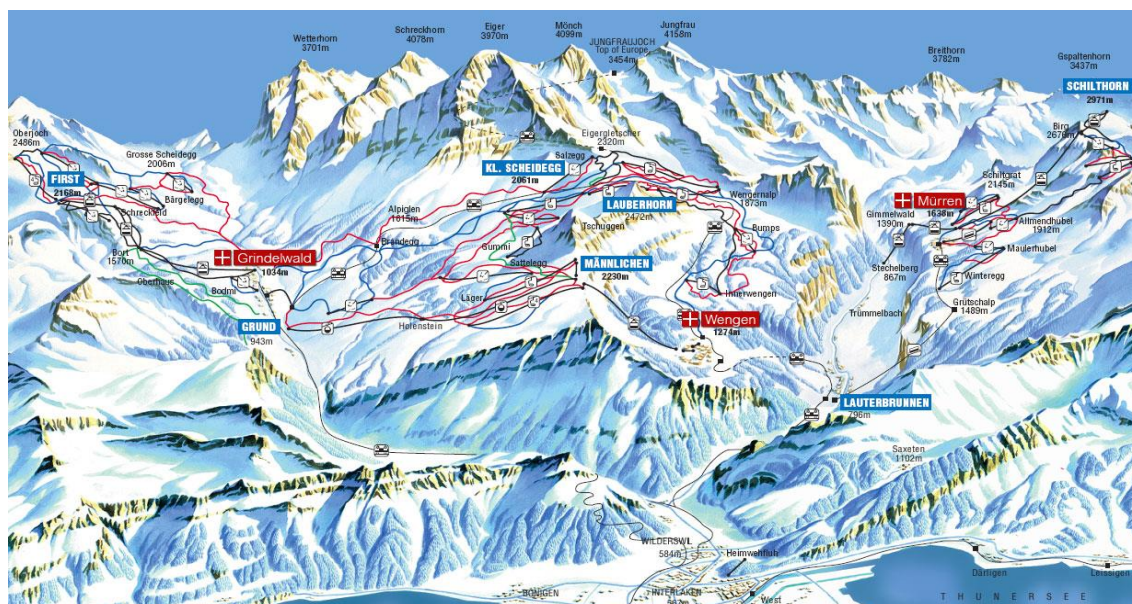 Wetterhorn
3701m
Schreckhorn
4078m
Eiger
3970m
Mönch
4099m
JUNGFRAUJOCH
Top of Europe
3454m
Jungfrau
4158m
Breithorn
3782m
Gspaltenhorn
3437m
SCHILTHORN
2971m
Oberjoch
2486m
Grosse Scheidegg
2006m
FIRST
2168m
Bärgelegg
Schreckfeld
Bort
1570m
Oberhaus
Bodmi
Grindelwald
1034m
GRUND
943m
Alpiglen
1615m
Brandegg
Eigergletscher
2320m
Salzegg
KL. SCHEIDEGG
2061m
LAUBERHORN
2472m
Wengernalp
1873m
Tschuggen
Gummi
Sattelegg
MÄNNLICHEN
2230m
Läger
Holenstein
Bumps
Innerwengen
Wengen
1274m
Birg
Schiltgrat
2145m
Mürren
1638m
Gimmelwald
1390m
Allmendhubel
1912m
Maulerhubel
Stechelberg
867m
Winteregg
Grütschalp
1489m
Trümmelbach
LAUTERBRUNNEN
796m
Saxeten
1102m
WILDERSWIL
584m
Heimwehfluh
BÖNIGEN
INTERLAKEN
West
Därligen
Leissigen
THUNERSEE